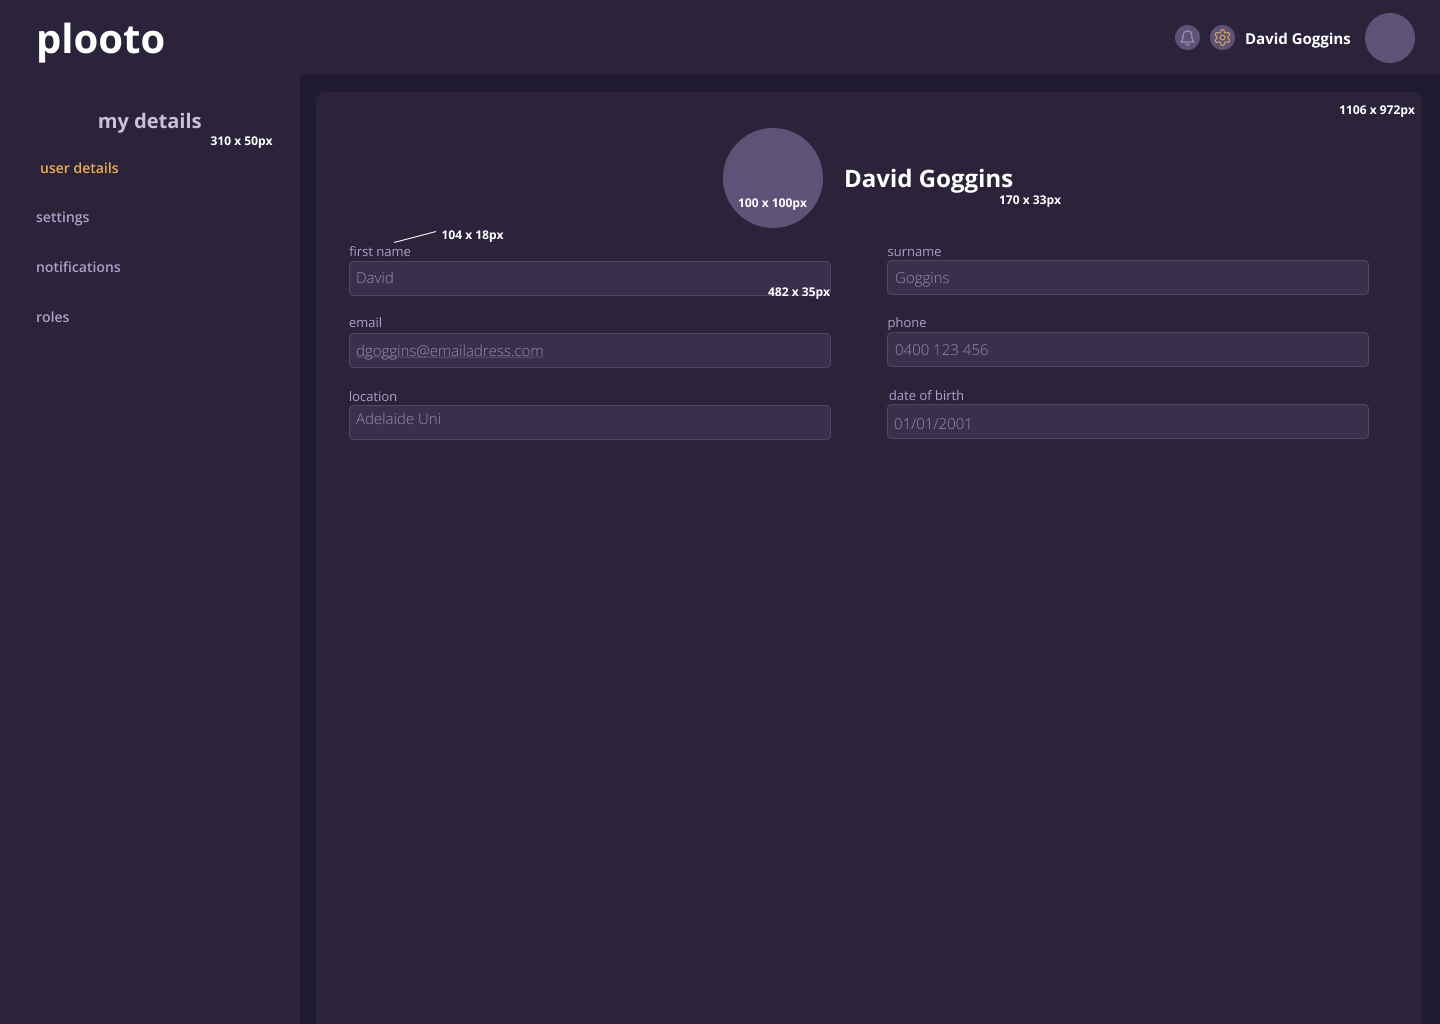 plooto
David Goggins
my details
310 x 50px
user details
settings
notifications
roles
1106 x 972px
100 x 100px
David Goggins
170 x 33px
104 x 18px
first name
David
482 x 35px
surname
Goggins
email
dgoggins@emailadress.com
phone
0400 123 456
location
Adelaide Uni
date of birth
01/01/2001